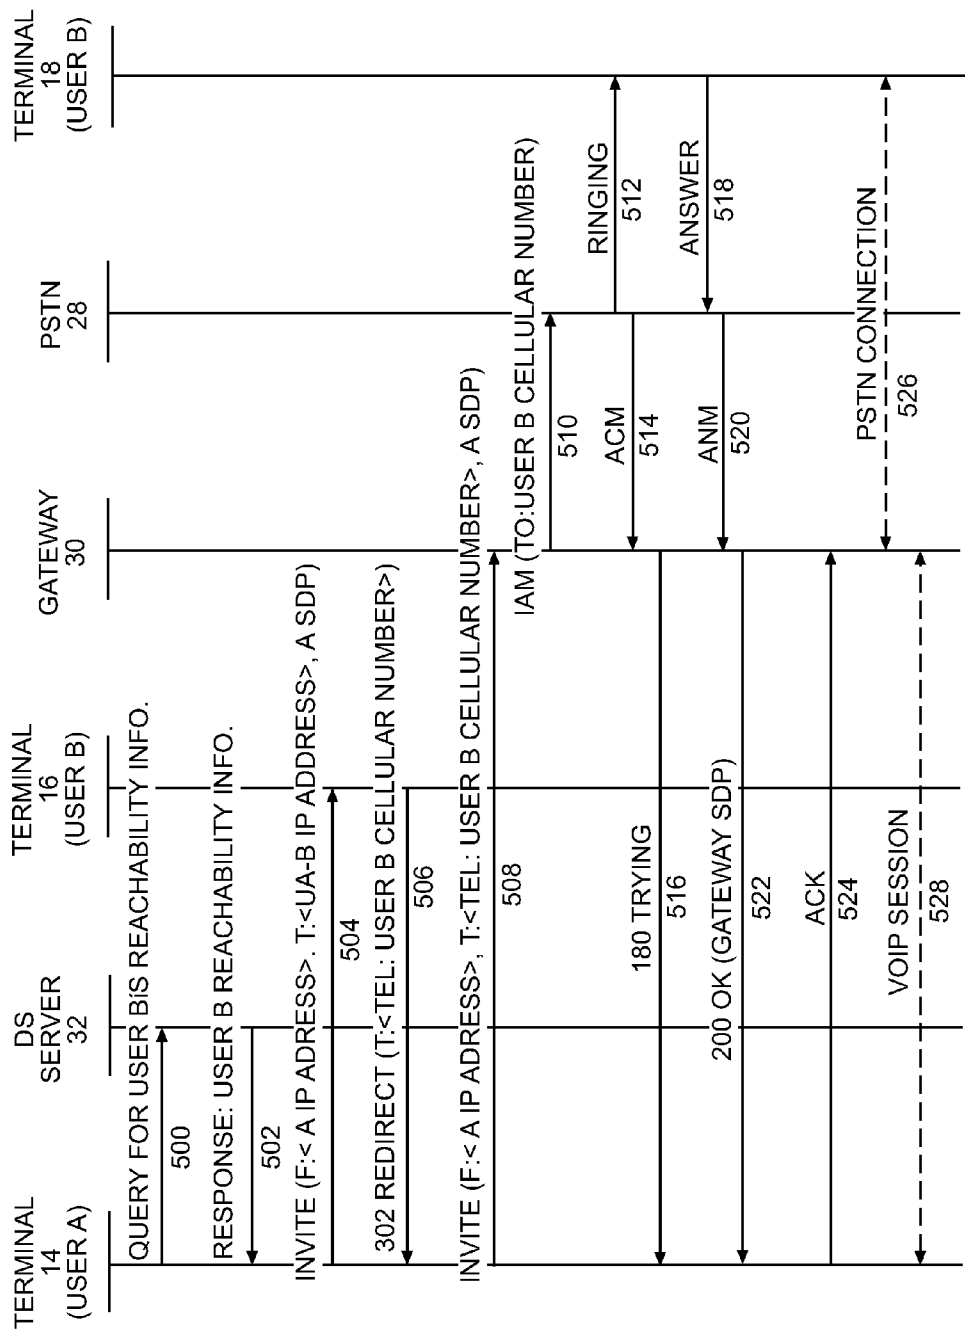 TERMINAL
14
(USER A)
DS
SERVER
32
TERMINAL
16
(USER B)
GATEWAY
30
PSTN
28
TERMINAL
18
(USER B)
QUERY FOR USER BíS REACHABILITY INFO.
500
RESPONSE: USER B REACHABILITY INFO.
502
INVITE (F:< A IP ADDRESS>. T:<UA-B IP ADDRESS>, A SDP)
504
302 REDIRECT (T:<TEL: USER B CELLULAR NUMBER>)
506
INVITE (F:< A IP ADRESS>, T:<TEL: USER B CELLULAR NUMBER>, A SDP)
508
IAM (TO:USER B CELLULAR NUMBER)
510
RINGING
512
ACM
514
180 TRYING
516
ANSWER
518
ANM
520
200 OK (GATEWAY SDP)
522
ACK
524
PSTN CONNECTION
526
VOIP SESSION
528